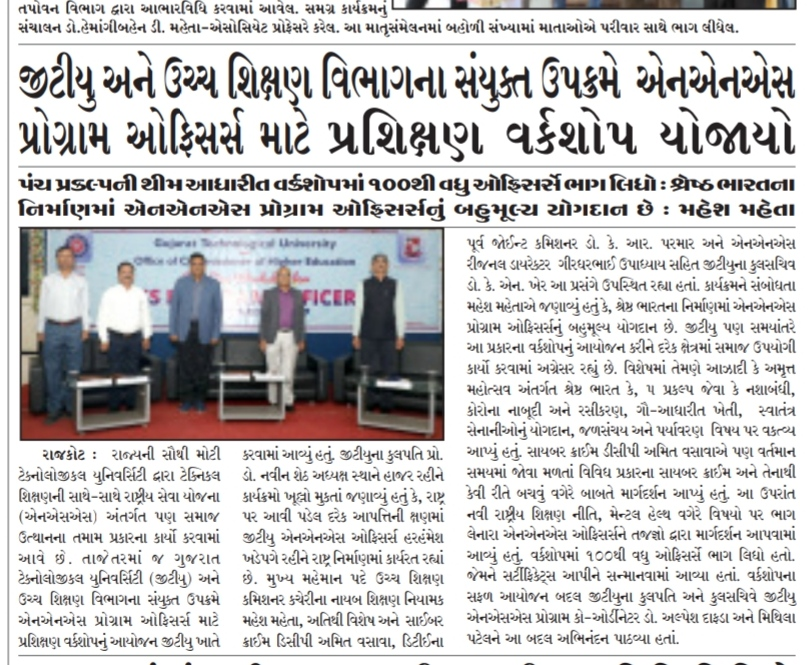 તપોવન વિભાગ દ્વારા આભારવિધિ કરવામાં આવેલ. સમગ્ર કાર્યક્રમનું
સંચાલન ડો.હેમાંગીબહેન ડી. મહેતા-એસોસિયેટ પ્રોફેસરે કરેલ. આ માતૃસંમેલનમાં બહોળી સંખ્યામાં માતાઓએ પરીવાર સાથે ભાગ લીધેલ.
જીટીયુ અને ઉચ્ચ શિક્ષણ વિભાગના સંયુક્ત ઉપક્રમે એનએનએસ
પ્રોગ્રામ ઓફિસર્સ માટે પ્રશિક્ષણ વર્કશોપ યોજાયો
પંચ પ્રકલ્પની થીમ આધારીત વર્કશોપમાં ૧૦૦થી વધુ ઓફિસર્સે ભાગ લિધો : શ્રેષ્ઠ ભારતના
નિર્માણમાં એનએનએસ પ્રોગ્રામ ઓફિસર્સનું બહુમૂલ્ય યોગદાન છે : મહેશ મહેતા
Gujarat Technological University
Office of Commissioner of Higher Education
OFFICER
રાજકોટ : રાજ્યની સૌથી મોટી
ટેક્નોલોજીકલ યુનિવર્સિટી દ્વારા ટેક્નિકલ
શિક્ષણની સાથે-સાથે રાષ્ટ્રીય સેવા યોજના
(એનએસએસ) અંતર્ગત પણ સમાજ
ઉત્થાનના તમામ પ્રકારના કાર્યો કરવામાં
આવે છે. તાજેતરમાં જ ગુજરાત
ટેક્નોલોજીકલ યુનિવર્સિટી (જીટીયુ) અને
ઉચ્ચ શિક્ષણ વિભાગના સંયુક્ત ઉપક્રમે
એનએનએસ પ્રોગ્રામ ઓફિસર્સ માટે
પ્રશિક્ષણ વર્કશોપનું આયોજન જીટીયુ ખાતે
કરવામાં આવ્યું હતું. જીટીયુના કુલપતિ પ્રો.
ડો. નવીન શેઠ અધ્યક્ષ સ્થાને હાજર રહીને
કાર્યક્રમો ખૂલ્લો મુકતાં જણાવ્યું હતું કે, રાષ્ટ્ર
પર આવી પડેલ દરેક આપત્તિની ક્ષણમાં
જીટીયુ એનએનએસ ઓફિસર્સ હરહંમેશ
ખડેપગે રહીને રાષ્ટ્ર નિર્માણમાં કાર્યરત રહ્યાં
છે. મુખ્ય મહેમાન પદે ઉચ્ચ શિક્ષણ
કમિશનર કચેરીના નાયબ શિક્ષણ નિયામક
મહેશ મહેતા, અતિથી વિશેષ અને સાઈબર
ક્રાઈમ ડિસીપી અમિત વસાવા, ડિટીઈના
પૂર્વ જોઈન્ટ કમિશનર ડો. કે. આર. પરમાર અને એનએનએસ
રીજનલ ડાયરેક્ટર ગીરધરભાઈ ઉપાધ્યાય સહિત જીટીયુના કુલસચિવ
ડો. કે. એન. ખેર આ પ્રસંગે ઉપસ્થિત રહ્યા હતાં. કાર્યક્રમને સંબોધતા
મહેશ મહેતાએ જણાવ્યું હતું કે, શ્રેષ્ઠ ભારતના નિર્માણમાં એનએનએસ
પ્રોગ્રામ ઓફિસર્સનું બહુમૂલ્ય યોગદાન છે. જીટીયુ પણ સમયાંતરે
આ પ્રકારના વર્કશોપનું આયોજન કરીને દરેક ક્ષેત્રમાં સમાજ ઉપયોગી
કાર્યો કરવામાં અગ્રેસર રહ્યું છે. વિશેષમાં તેમણે આઝાદી કે અમૃત્ત
મહોત્સવ અંતર્ગત શ્રેષ્ઠ ભારત કે, ૫ પ્રકલ્પ જેવા કે નશાબંધી,
કોરોના નાબૂદી અને રસીકરણ, ગૌ-આધારીત ખેતી, સ્વાતંત્ર
સેનાનીઓનું યોગદાન, જળસંચય અને પર્યાવરણ વિષય પર વક્તવ્ય
આપ્યું હતું. સાયબર ક્રાઈમ ડીસીપી અમિત વસાવાએ પણ વર્તમાન
સમયમાં જોવા મળતાં વિવિધ પ્રકારના સાયબર ક્રાઈમ અને તેનાથી
કેવી રીતે બચવું વગેરે બાબતે માર્ગદર્શન આપ્યું હતું. આ ઉપરાંત
નવી રાષ્ટ્રીય શિક્ષણ નીતિ, મેન્ટલ હેલ્થ વગેરે વિષયો પર ભાગ
લેનારા એનએનએસ ઓફિસર્સને તજજ્ઞો દ્વારા માર્ગદર્શન આપવામાં
આવ્યું હતું. વર્કશોપમાં ૧૦૦થી વધુ ઓફિસર્સે ભાગ લિધો હતો.
જેમને સર્ટીફિકેટ્સ આપીને સન્માનવામાં આવ્યા હતાં. વર્કશોપના
સફળ આયોજન બદલ જીટીયુના કુલપતિ અને કુલસચિવે જીટીયુ
એનએસએસ પ્રોગ્રામ કો-ઓર્ડીનેટર ડો. અલ્પેશ દાફડા અને મિથિલા
પટેલને આ બદલ અભિનંદન પાઠવ્યા હતાં.